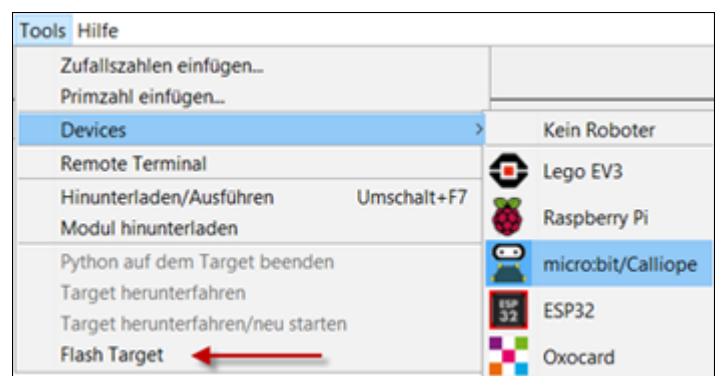 Tools Hilfe
Zufallszahlen einfügen...
Primzahl einfügen...
Devices
Remote Terminal
Hinunterladen/Ausführen Umschalt+F7
Modul hinunterladen
Python auf dem Target beenden
Target herunterfahren
Target herunterfahren/neu starten
Flash Target
Kein Roboter
Lego EV3
Raspberry Pi
micro:bit/Calliope
ESP
32
ESP32
Oxocard